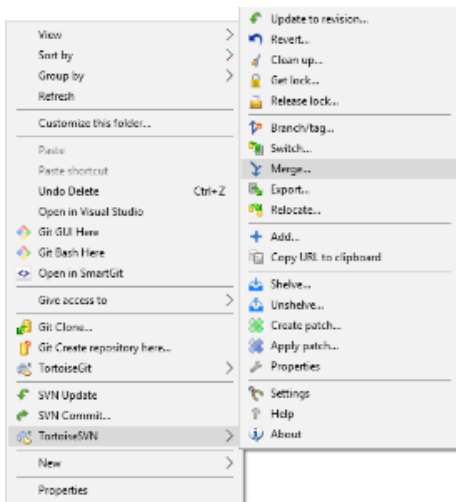 View
Sort by
Group by
Refresh
Customize this folder...
Paste
Paste shortcut
Undo Delete Ctrl+Z
Open in Visual Studio
Git GUI Here
Git Bash Here
Open in SmartGit
Give access to
Git Clone...
Git Create repository here...
TortoiseGit
SVN Update
SVN Commit...
TortoiseSVN
New
Properties
Update to revision...
Revert...
Clean up...
Get lock...
Release lock...
Branch/tag...
Switch...
Merge...
Export...
Relocate...
Add...
Copy URL to clipboard
Shelve...
Unshelve...
Create patch...
Apply patch...
Properties
Settings
Help
About